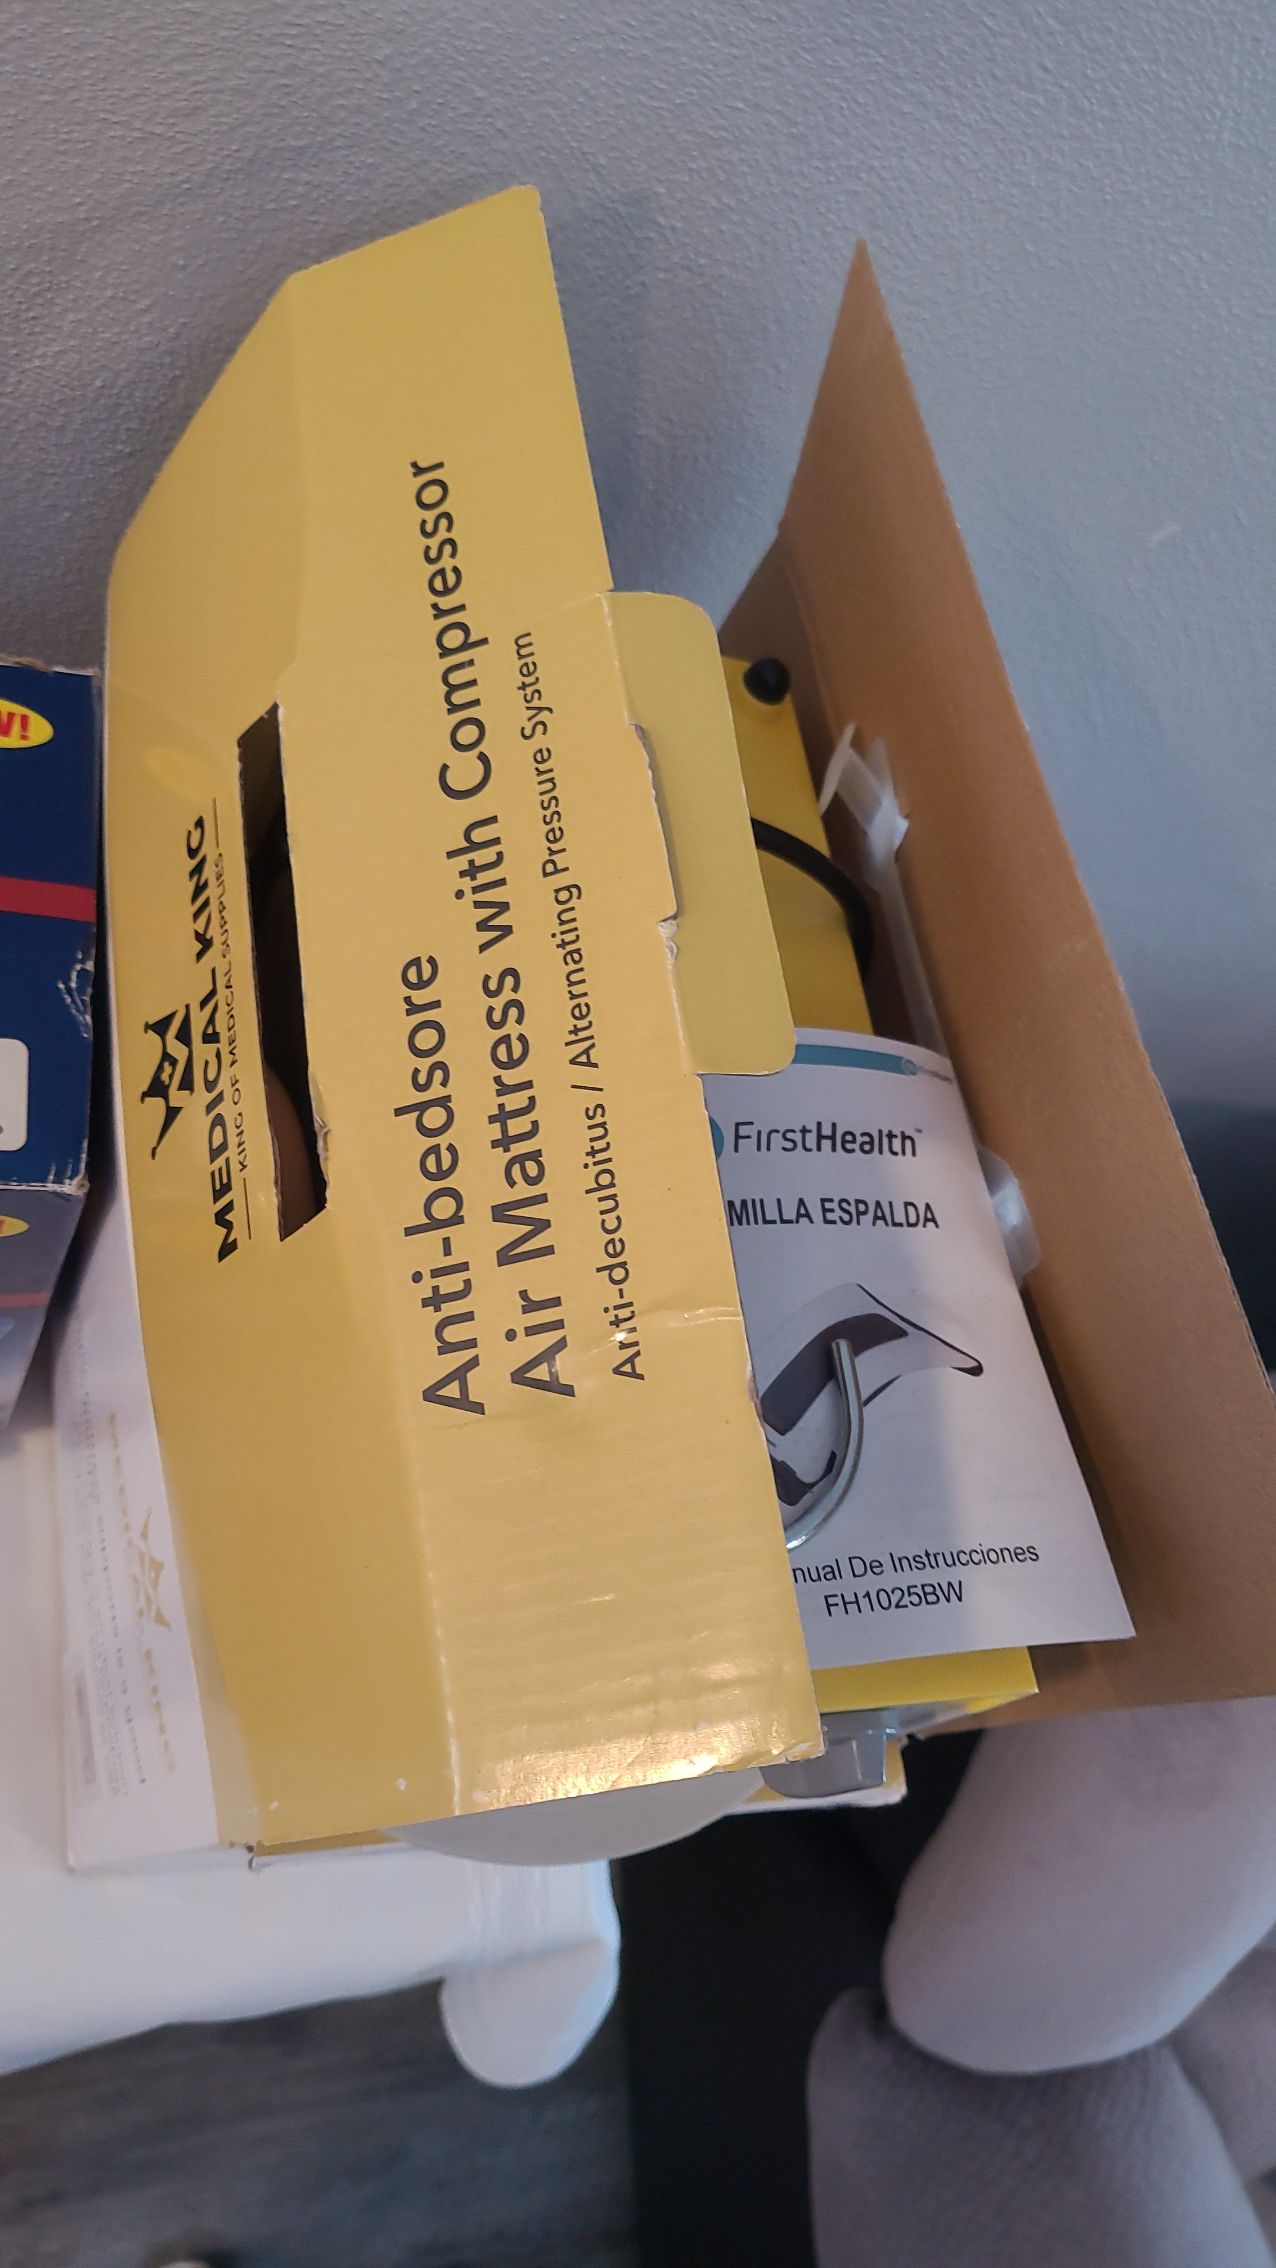 MEDICAL KING
KING OF MEDICAL SUPPLIES
Anti-bedsore
Air Mattress with Compressor
Anti-decubitus / Alternating Pressure System
FirstHealth™
MILLA ESPALDA
nual De Instrucciones
FH1025BW
W!